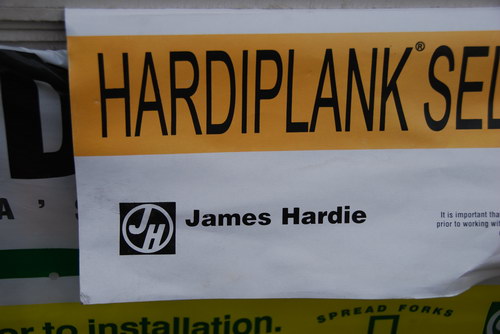 HARDIPLANK® SEL
D
A 'S
JH James Hardie
It is important tha
prior to working wit
or to installation.
SPREAD FORKS